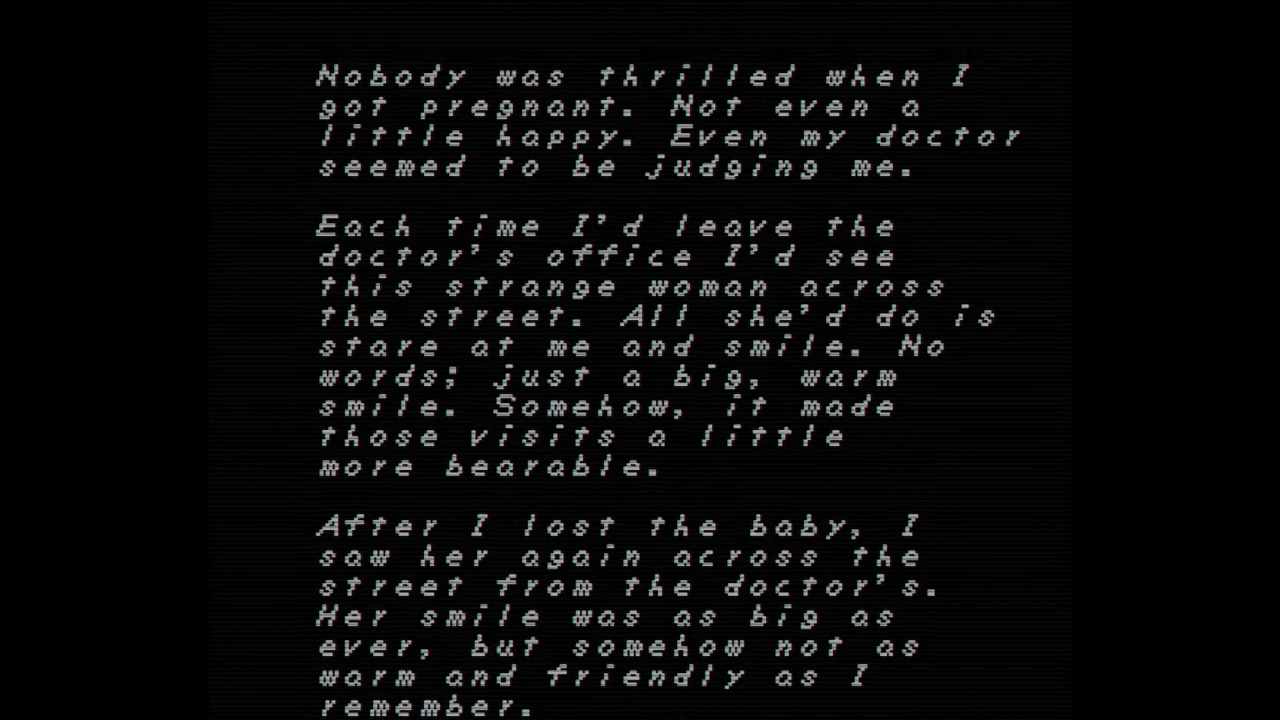 Nobody was thrilled when I
got pregnant. Not even a
little happy. Even my doctor
seemed to be judging me.
Each time I'd leave the
doctor's office I'd see
this strange woman across
the street. All she'd do is
stare at me and smile. No
words; just a big, warm
smile. Somehow, it made
those visits a little
more bearable.
After I lost the baby, I
saw her again across the
street from the doctor's.
Her smile was as big as
ever, but somehow not as
warm and friendly as I
remember.